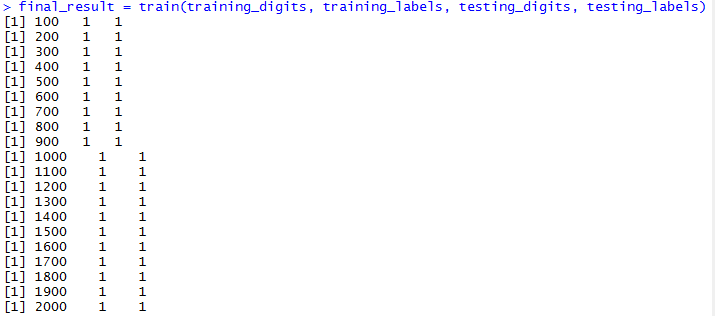 > final_result = train(training_digits, training_labels, testing_digits, testing_labels)
[1] 100   1   1
[1] 200   1   1
[1] 300   1   1
[1] 400   1   1
[1] 500   1   1
[1] 600   1   1
[1] 700   1   1
[1] 800   1   1
[1] 900   1   1
[1] 1000    1    1
[1] 1100    1    1
[1] 1200    1    1
[1] 1300    1    1
[1] 1400    1    1
[1] 1500    1    1
[1] 1600    1    1
[1] 1700    1    1
[1] 1800    1    1
[1] 1900    1    1
[1] 2000    1    1